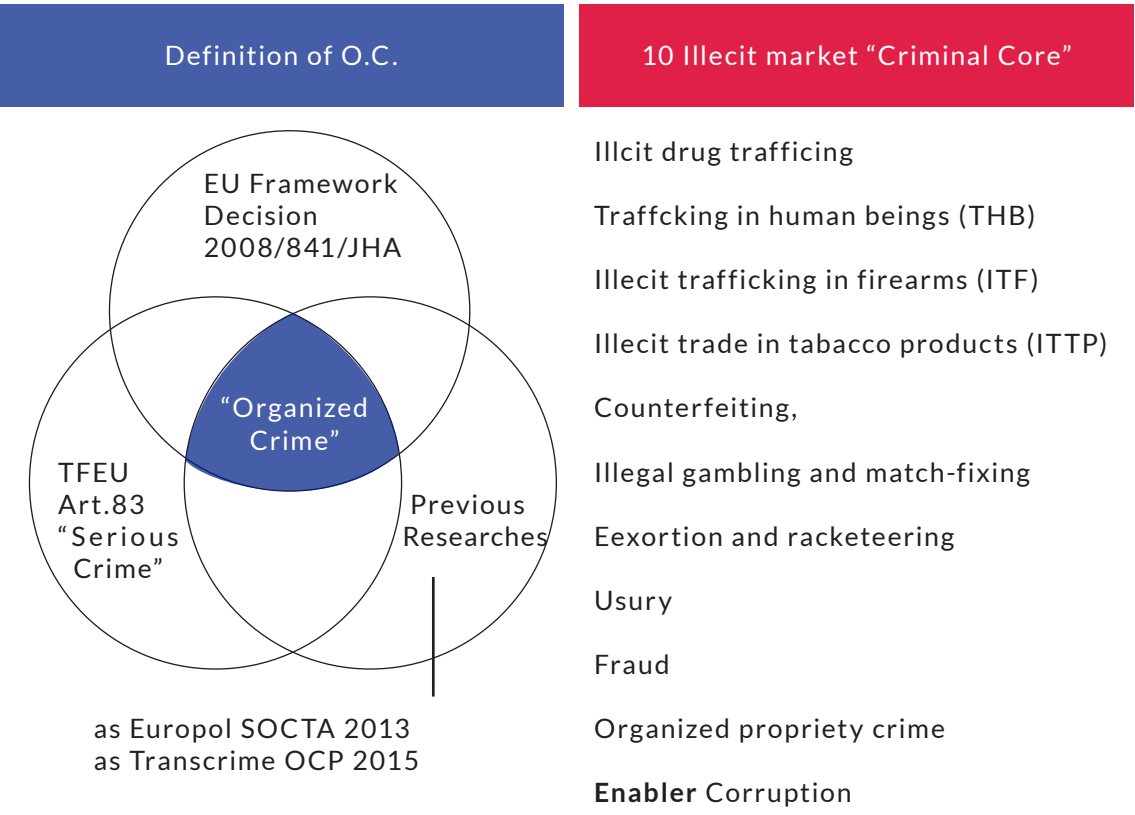 Definition of O.C.
10 Illecit market “Criminal Core”
EU Framework
Decision
2008/841/JHA
“Organized
Crime”
TFEU
Art.83
“Serious
Crime”
Previous
Researches
as Europol SOCTA 2013
as Transcrime OCP 2015
Illcit drug trafficing
Traffcking in human beings (THB)
Illecit trafficking in firearms (ITF)
Illecit trade in tabacco products (ITTP)
Counterfeiting,
Illegal gambling and match-fixing
Eexortion and racketeering
Usury
Fraud
Organized propriety crime
Enabler Corruption